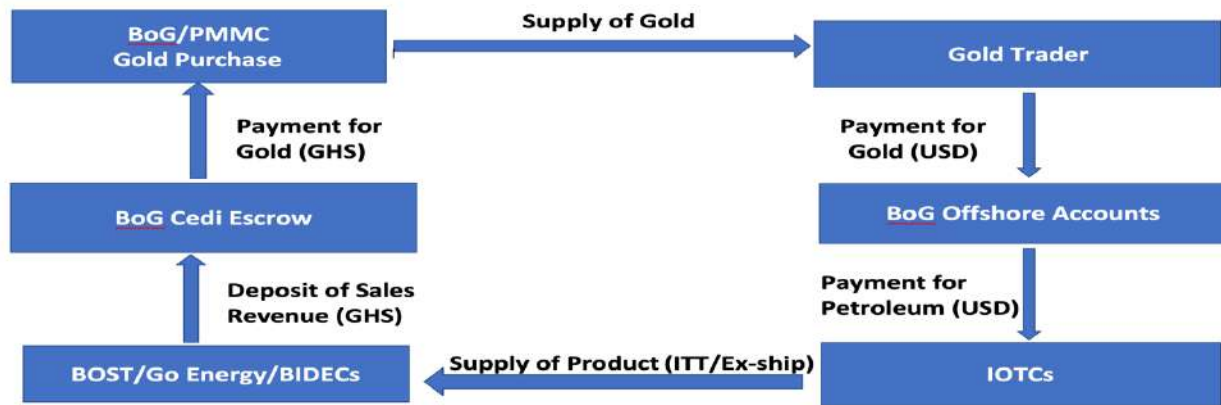 BoG/PMMC
Gold Purchase
Supply of Gold
Gold Trader
Payment for
Gold (GHS)
Payment for
Gold (USD)
BoG Cedi Escrow
BoG Offshore Accounts
Deposit of Sales
Revenue (GHS)
Payment for
Petroleum (USD)
BOST/Go Energy/BIDECs
Supply of Product (ITT/Ex-ship)
IOTCs